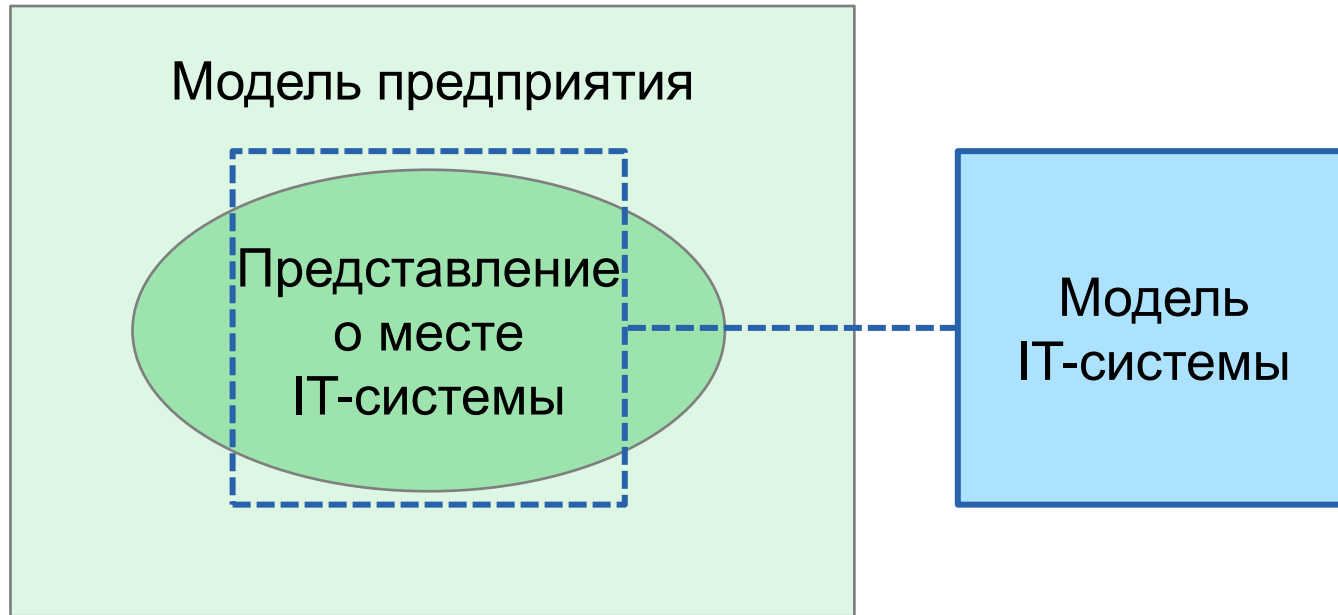 Модель предприятия
Представление
о месте
IT-системы
Модель
IT-системы